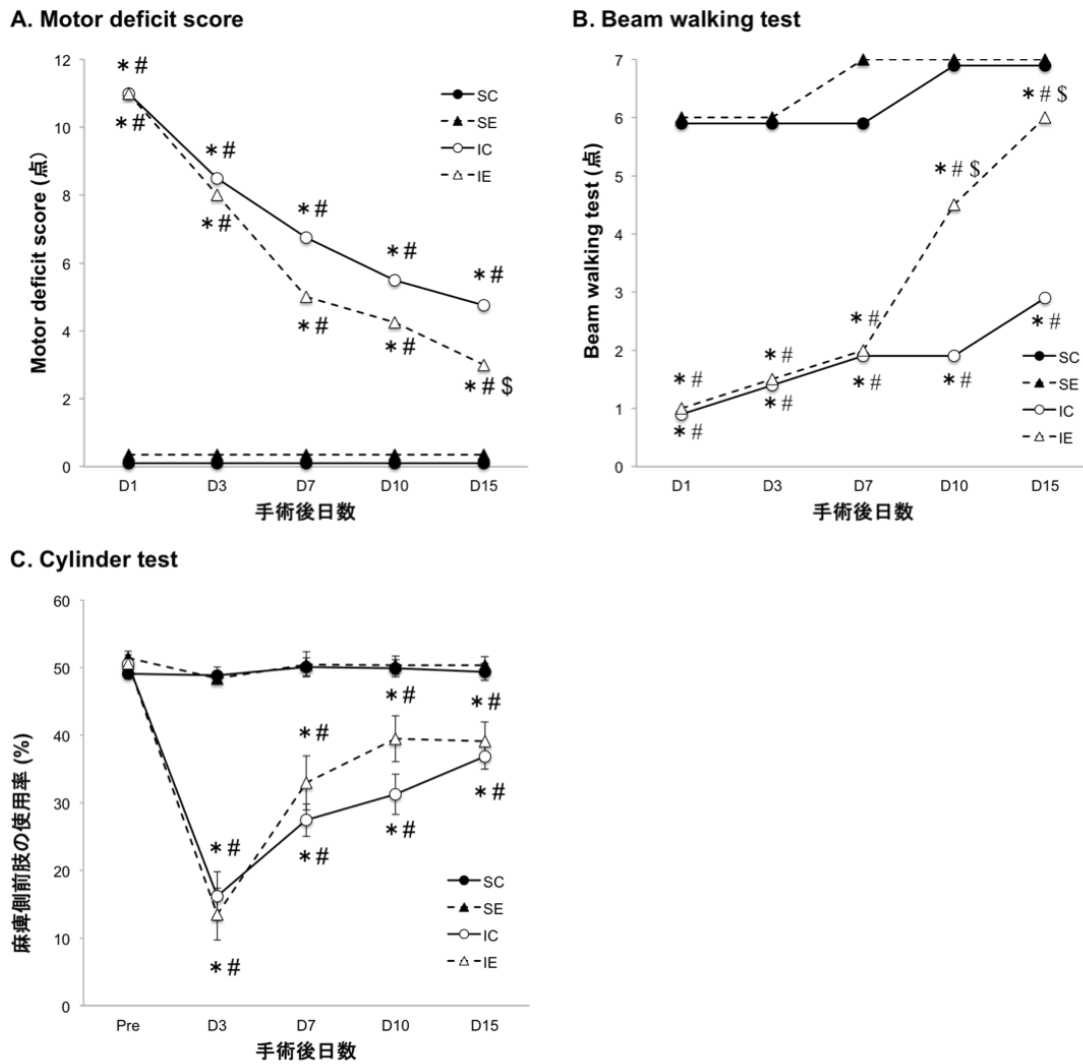 A. Motor deficit score
Motor deficit score (点)
12
10
8
6
4
2
0
* #
* #
* #
* #
* #
* #
* #
* #
* #
* # $
SC
SE
IC
IE
D1 D3 D7 D10 D15
手術後日数
B. Beam walking test
Beam walking test (点)
7
6
5
4
3
2
1
0
* # $
* # $
* #
* #
* #
* #
* #
* #
* #
* #
SC
SE
IC
IE
D1 D3 D7 D10 D15
手術後日数
C. Cylinder test
麻痺側前肢の使用率 (%)
60
50
40
30
20
10
0
* #
* #
* #
* #
* #
* #
* #
* #
SC
SE
IC
IE
Pre D3 D7 D10 D15
手術後日数